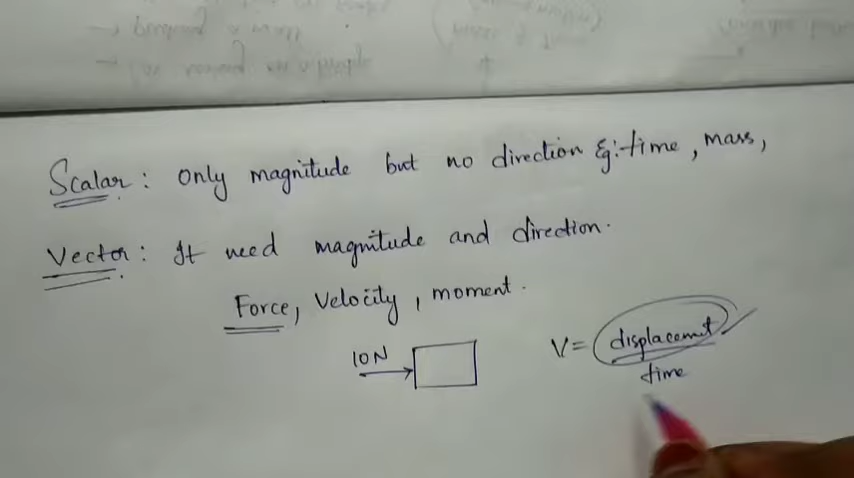 Scalar : only magnitude but no direction Eg: time, mass,
Vector : It need magnitude and direction.
Force, Velocity, moment.
10N
V = displacemt
time